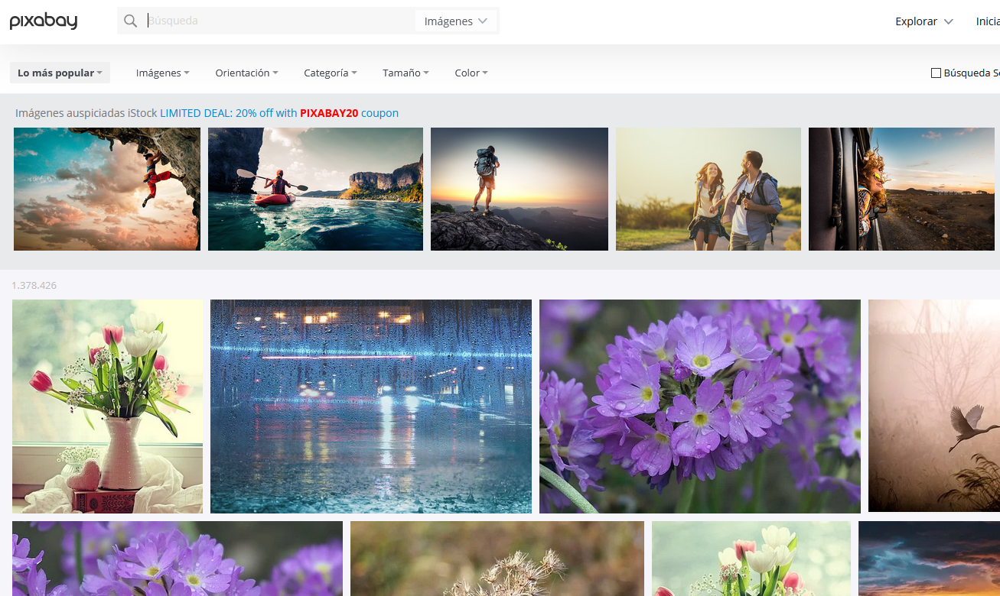 pixabay
Búsqueda
Imágenes
Explorar
Inicia
Lo más popular
Imágenes
Orientación
Categoría
Tamaño
Color
Búsqueda Se
Imágenes auspiciadas iStock LIMITED DEAL: 20% off with PIXABAY20 coupon
1.378.426